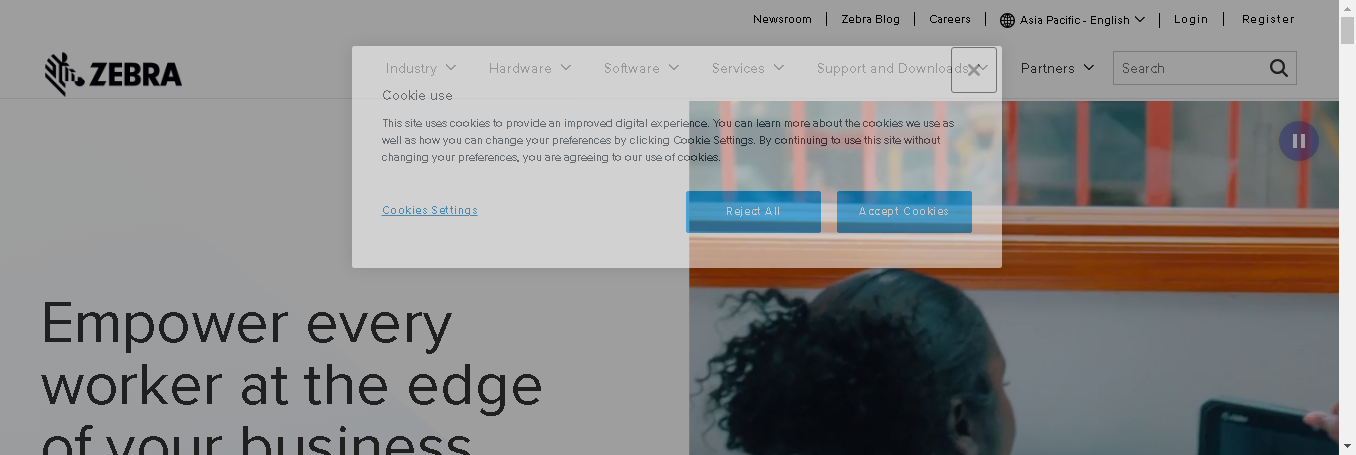 Newsroom
Zebra Blog
Careers
Asia Pacific - English
Login
Register
ZEBRA
Industry
Hardware
Software
Services
Support and Downloads
Partners
Search
Cookie use
This site uses cookies to provide an improved digital experience. You can learn more about the cookies we use as
well as how you can change your preferences by clicking Cookie Settings. By continuing to use this site without
changing your preferences, you are agreeing to our use of cookies.
Cookies Settings
Reject All
Accept Cookies
Empower every
worker at the edge
of your business